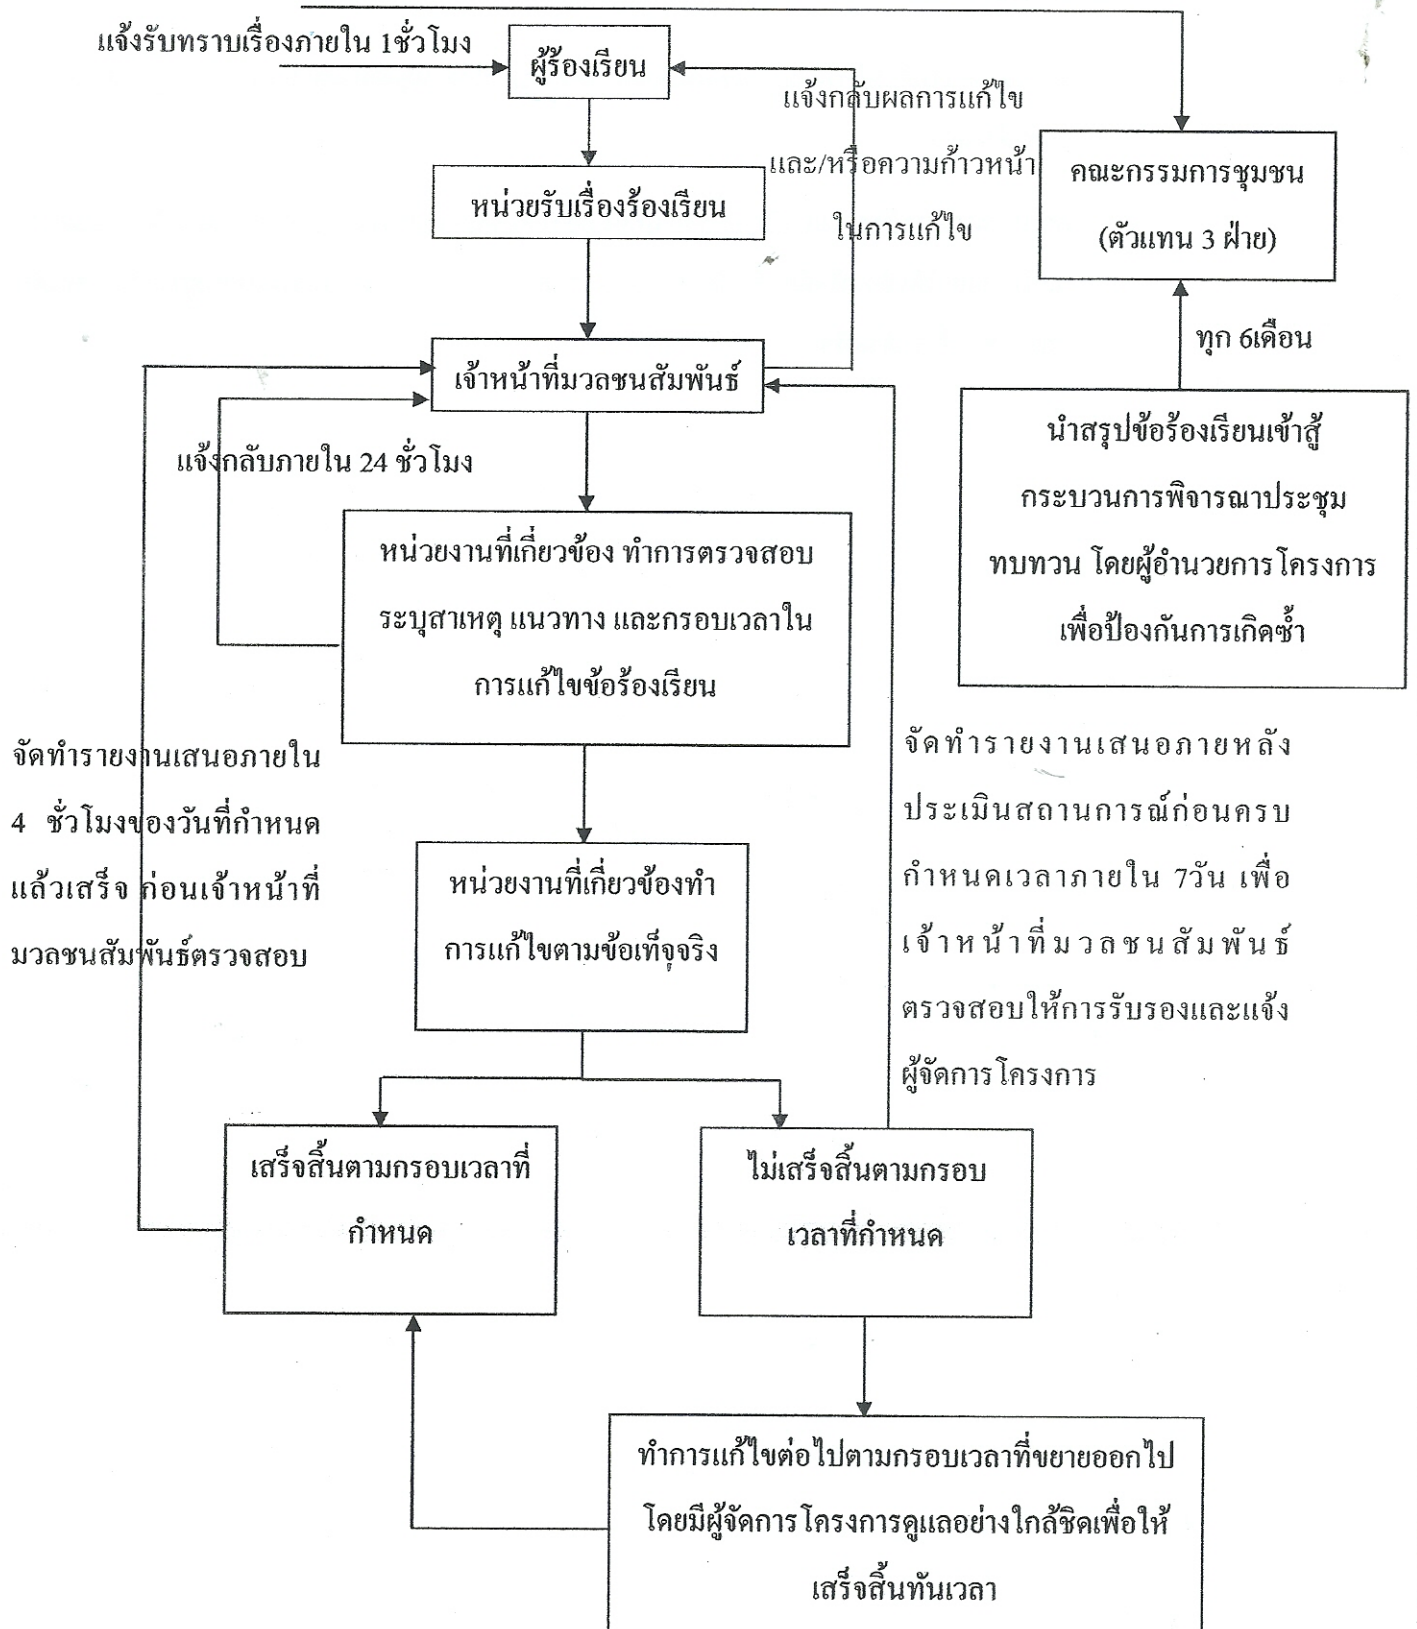 แจ้งรับทราบเรื่องภายใน 1ชั่วโมง
ผู้ร้องเรียน
แจ้งกลับผลการแก้ไข
และ/หรือความก้าวหน้า
ในการแก้ไข
คณะกรรมการชุมชน
(ตัวแทน 3 ฝ่าย)
หน่วยรับเรื่องร้องเรียน
ทุก 6เดือน
เจ้าหน้าที่มวลชนสัมพันธ์
นำสรุปข้อร้องเรียนเข้าสู้
กระบวนการพิจารณาประชุม
ทบทวน โดยผู้อำนวยการโครงการ
เพื่อป้องกันการเกิดซ้ำ
แจ้งกลับภายใน 24 ชั่วโมง
หน่วยงานที่เกี่ยวข้อง ทำการตรวจสอบ
ระบุสาเหตุ แนวทาง และกรอบเวลาใน
การแก้ไขข้อร้องเรียน
จัดทำรายงานเสนอภายใน
4 ชั่วโมงของวันที่กำหนด
แล้วเสร็จ ก่อนเจ้าหน้าที่
มวลชนสัมพันธ์ตรวจสอบ
จัดทำรายงานเสนอภายหลัง
ประเมินสถานการณ์ก่อนครบ
กำหนดเวลาภายใน 7วัน เพื่อ
เจ้าหน้าที่มวลชนสัมพันธ์
ตรวจสอบให้การรับรองและแจ้ง
ผู้จัดการโครงการ
หน่วยงานที่เกี่ยวข้องทำ
การแก้ไขตามข้อเท็จจริง
เสร็จสิ้นตามกรอบเวลาที่
กำหนด
ไม่เสร็จสิ้นตามกรอบ
เวลาที่กำหนด
ทำการแก้ไขต่อไปตามกรอบเวลาที่ขยายออกไป
โดยมีผู้จัดการโครงการดูแลอย่างใกล้ชิดเพื่อให้
เสร็จสิ้นทันเวลา